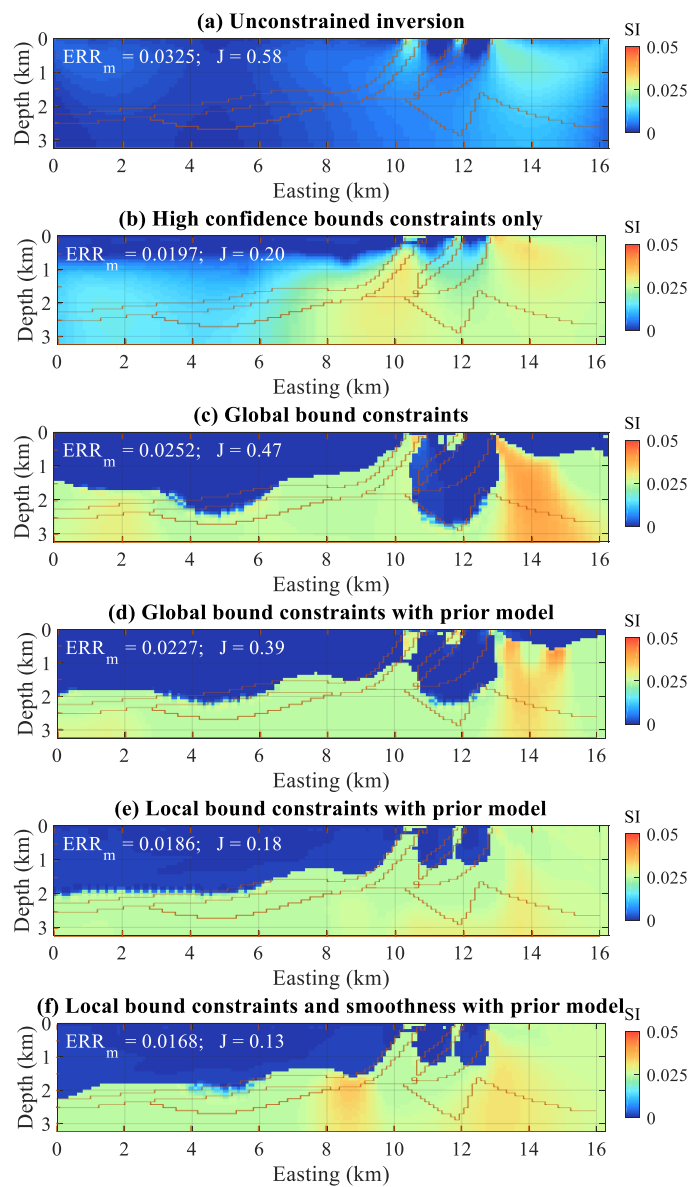 (a) Unconstrained inversion
SI
ERRm = 0.0325; J = 0.58
Depth (km)
0
1
2
3
0.05
0.025
0
0 2 4 6 8 10 12 14 16
Easting (km)
(b) High confidence bounds constraints only
SI
ERRm = 0.0197; J = 0.20
Depth (km)
0
1
2
3
0.05
0.025
0
0 2 4 6 8 10 12 14 16
Easting (km)
(c) Global bound constraints
SI
ERRm = 0.0252; J = 0.47
Depth (km)
0
1
2
3
0.05
0.025
0
0 2 4 6 8 10 12 14 16
Easting (km)
(d) Global bound constraints with prior model
SI
ERRm = 0.0227; J = 0.39
Depth (km)
0
1
2
3
0.05
0.025
0
0 2 4 6 8 10 12 14 16
Easting (km)
(e) Local bound constraints with prior model
SI
ERRm = 0.0186; J = 0.18
Depth (km)
0
1
2
3
0.05
0.025
0
0 2 4 6 8 10 12 14 16
Easting (km)
(f) Local bound constraints and smoothness with prior model
SI
ERRm = 0.0168; J = 0.13
Depth (km)
0
1
2
3
0.05
0.025
0
0 2 4 6 8 10 12 14 16
Easting (km)